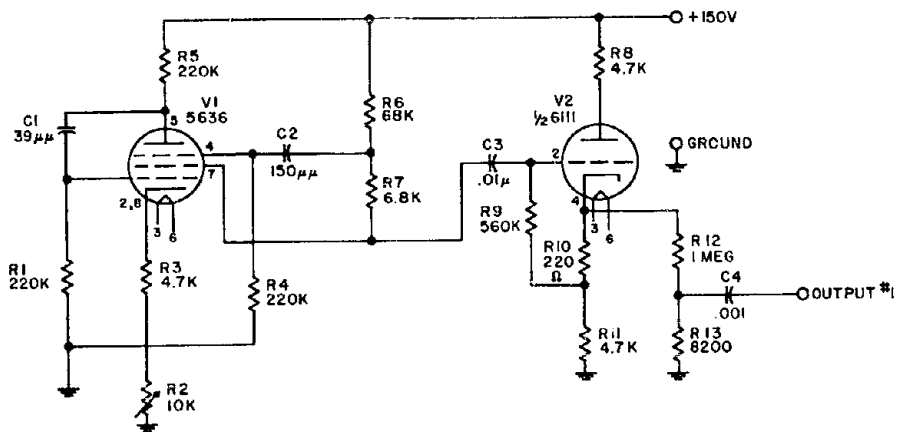 +150V
R5
220K
R8
4.7K
V1
5636
R6
68K
V2
½ 6111
C1
39µµ
5
4
7
C2
150µµ
GROUND
C3
.01µ
2
R7
6.8K
2,8
3
6
4
3
6
R9
560K
R10
220
Ω
R12
1 MEG
R1
220K
R3
4.7K
R4
220K
C4
.001
OUTPUT #1
R11
4.7K
R13
8200
R2
10K